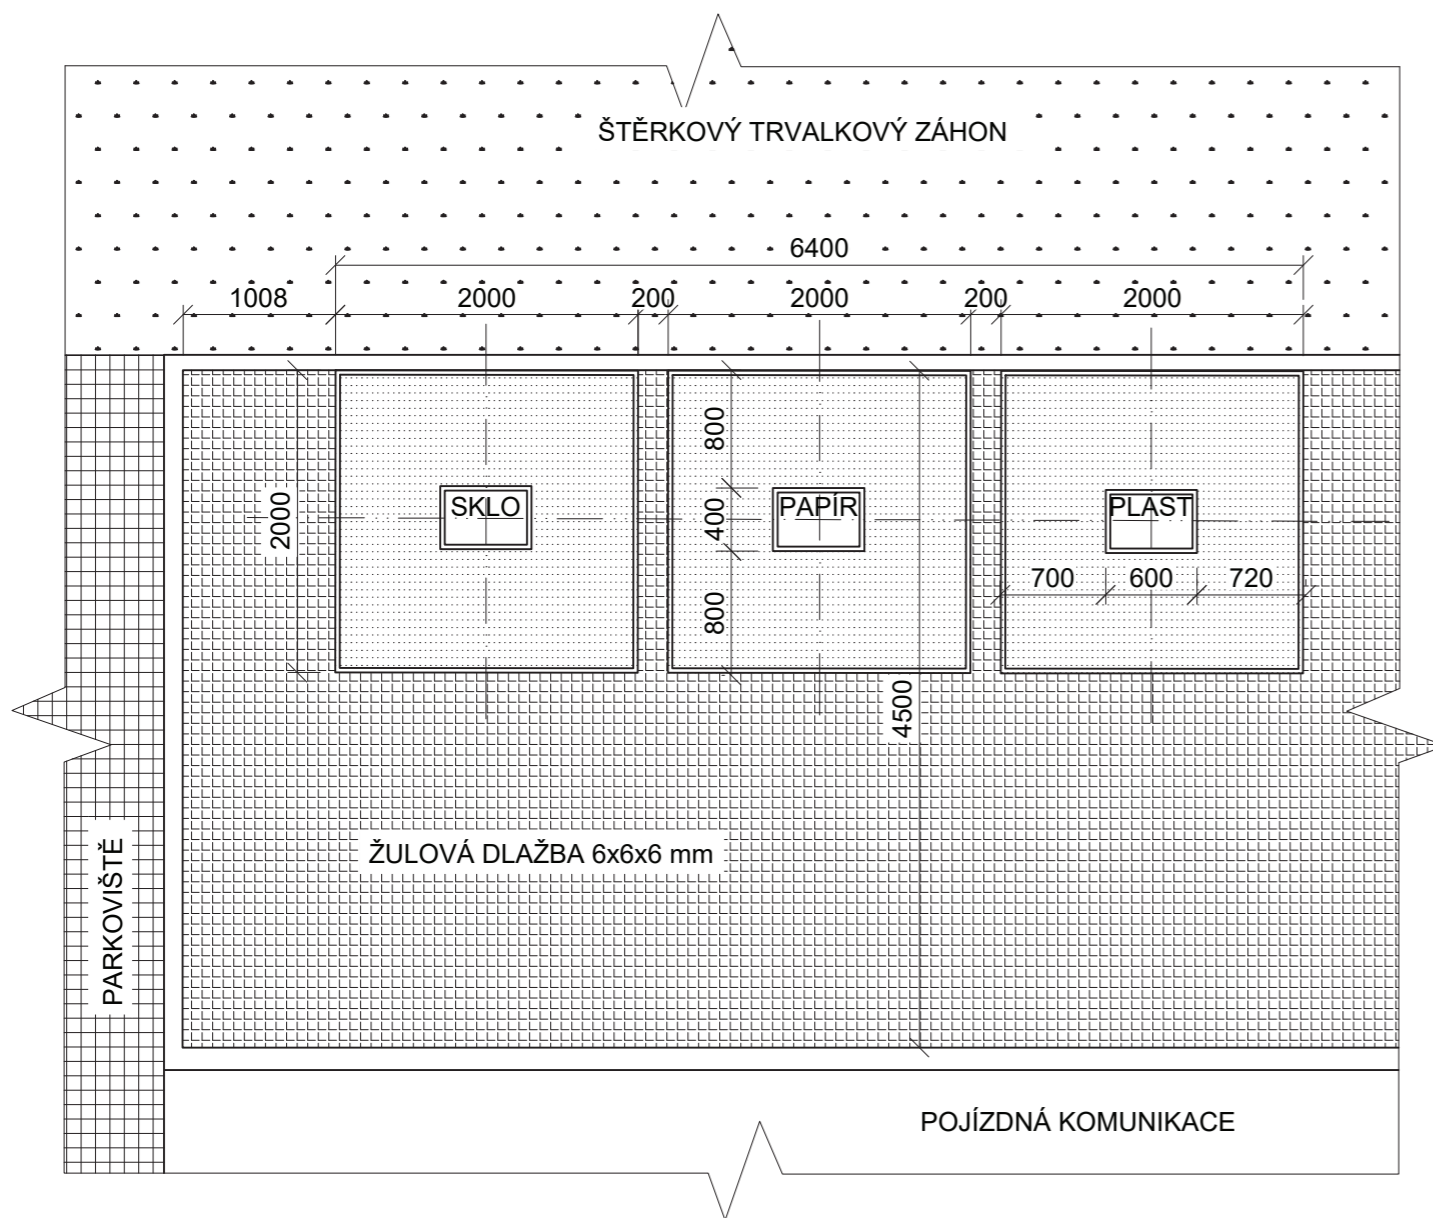 ŠTĚRKOVÝ TRVALKOVÝ ZÁHON
6400
1008 2000 200 2000 200 2000
800
SKLO PAPÍR PLAST
2000 400
700 600 720
800
4500
ŽULOVÁ DLAŽBA 6x6x6 mm
PARKOVIŠTĚ
POJÍZDNÁ KOMUNIKACE